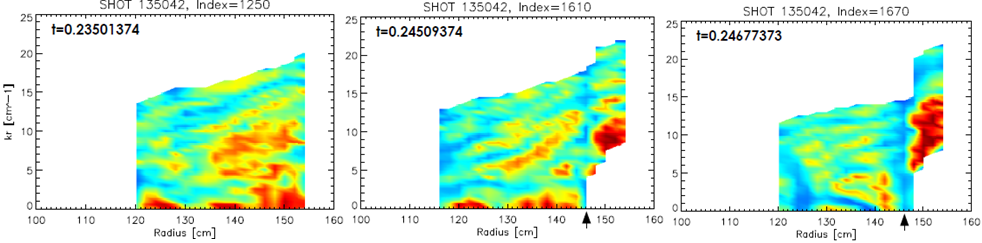 SHOT 135042, Index=1250
t=0.23501374
25
20
15
10
5
0
kr [cm−1]
100 110 120 130 140 150 160
Radius [cm]
SHOT 135042, Index=1610
t=0.24509374
25
20
15
10
5
0
100 110 120 130 140 150 160
Radius [cm]
SHOT 135042, Index=1670
t=0.24677373
25
20
15
10
5
0
100 110 120 130 140 150 160
Radius [cm]